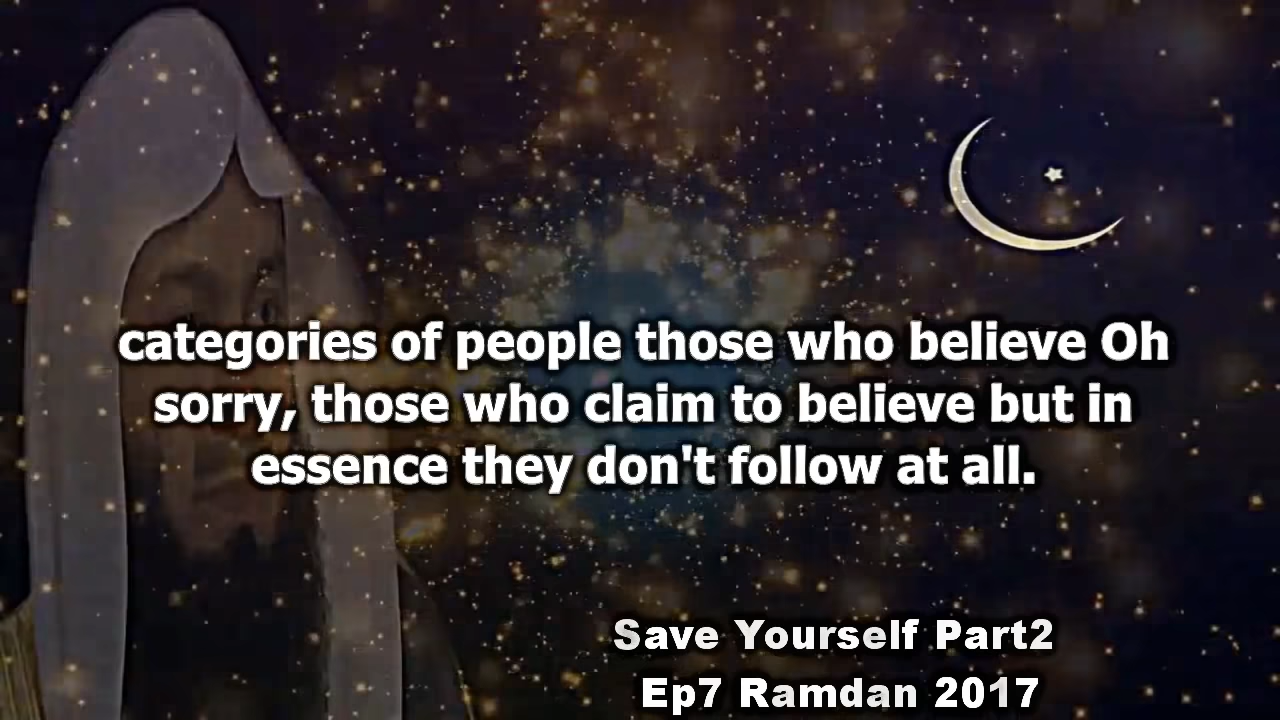 categories of people those who believe Oh
sorry, those who claim to believe but in
essence they don't follow at all.
Save Yourself Part2
Ep7 Ramdan 2017